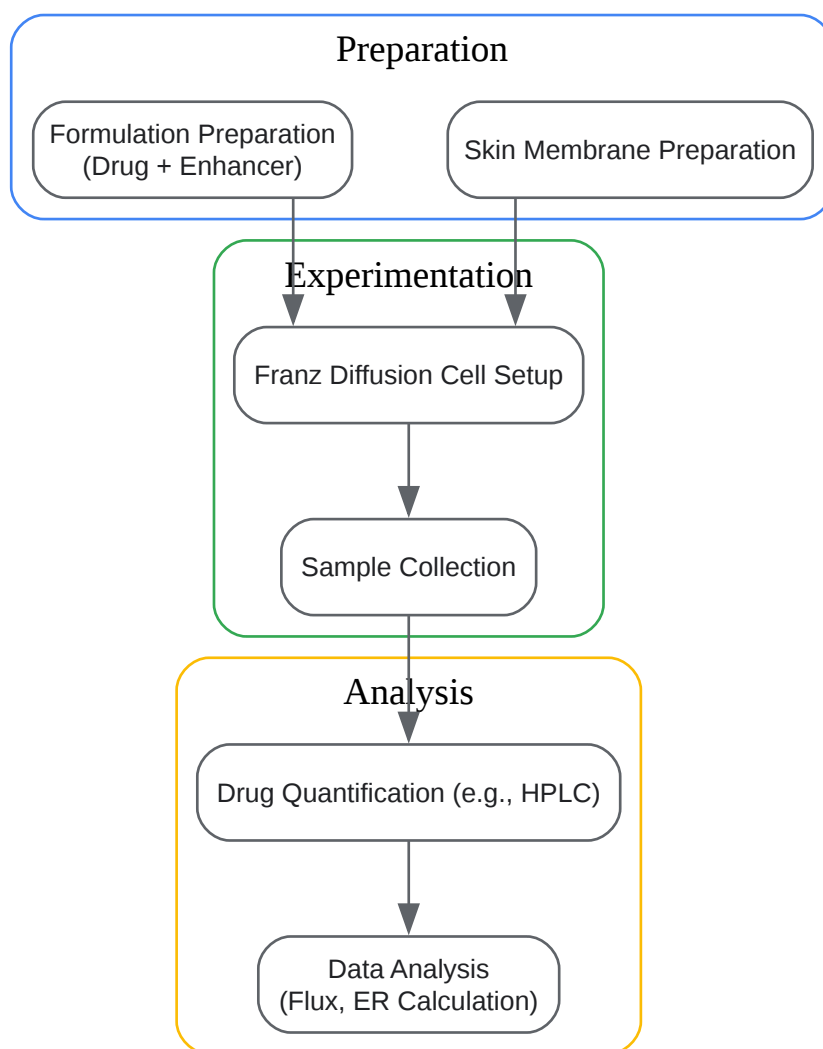 Preparation
Formulation Preparation
(Drug + Enhancer)
Skin Membrane Preparation
Experimentation
Franz Diffusion Cell Setup
Sample Collection
Analysis
Drug Quantification (e.g., HPLC)
Data Analysis
(Flux, ER Calculation)